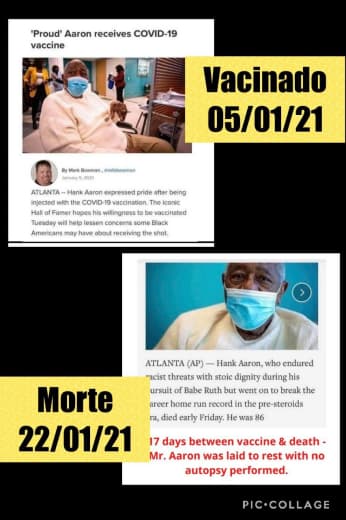 'Proud' Aaron receives COVID-19
vaccine
Vacinado
05/01/21
By Mark Bowman, @mlbbowman
January 5, 2021
ATLANTA -- Hank Aaron expressed pride after being
injected with the COVID-19 vaccination. The iconic
Hall of Famer hopes his willingness to be vaccinated
Tuesday will help lessen concerns some Black
Americans may have about receiving the shot.
ATLANTA (AP) — Hank Aaron, who endured
racist threats with stoic dignity during his
pursuit of Babe Ruth but went on to break the
career home run record in the pre-steroids
era, died early Friday. He was 86
Morte
22/01/21
17 days between vaccine & death -
Mr. Aaron was laid to rest with no
autopsy performed.
PIC•COLLAGE